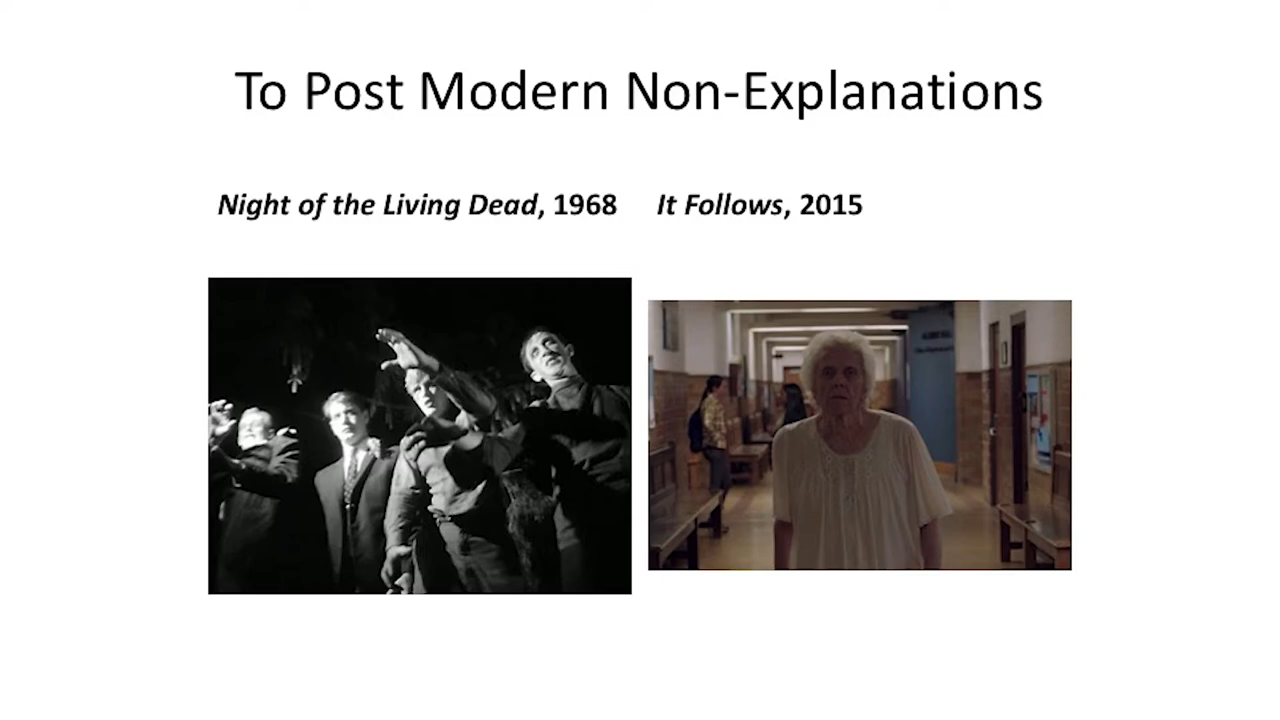 To Post Modern Non-Explanations
Night of the Living Dead, 1968
It Follows, 2015